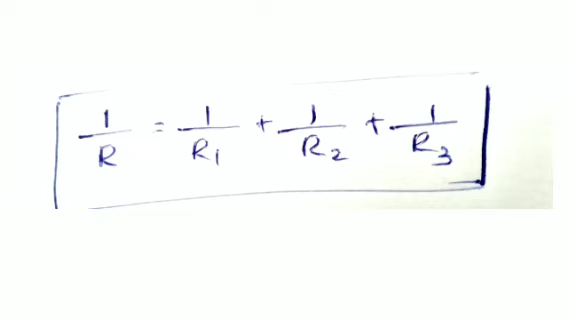 1/R = 1/R₁ + 1/R₂ + 1/R₃